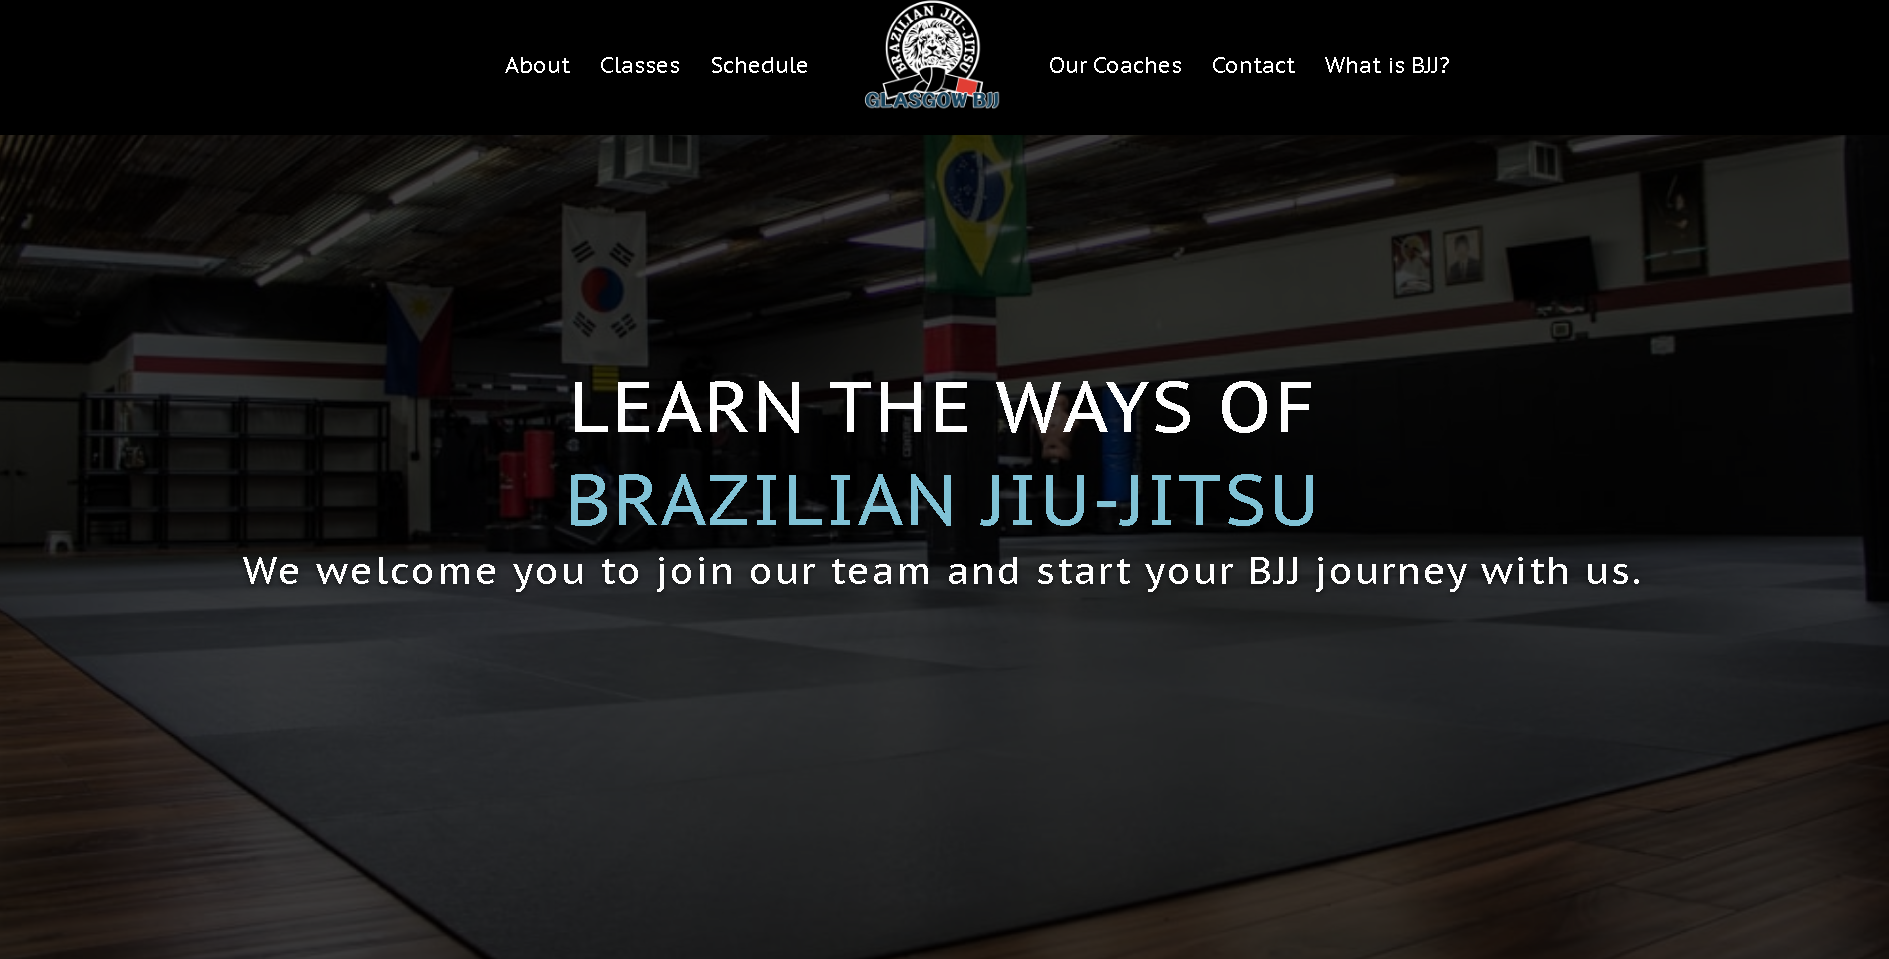 About Classes Schedule
BRAZILIAN JIU-JITSU
GLASGOW BJJ
Our Coaches Contact What is BJJ?
LEARN THE WAYS OF
BRAZILIAN JIU-JITSU
We welcome you to join our team and start your BJJ journey with us.
CENTURY